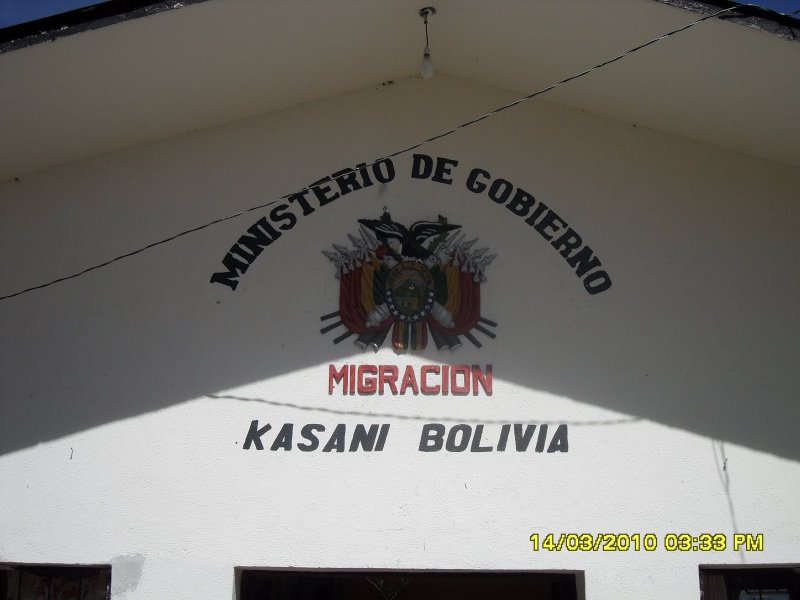 MINISTERIO DE GOBIERNO
MIGRACION
KASANI BOLIVIA
14/03/2010 03:33 PM